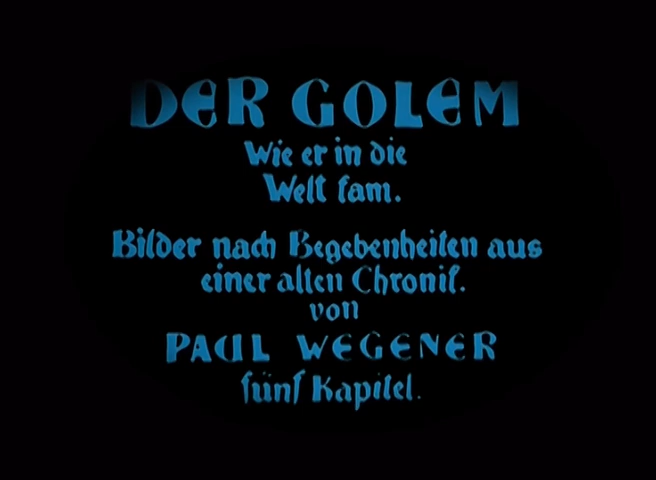 DER GOLEM
Wie er in die
Welt kam.
Bilder nach Begebenheiten aus
einer alten Chronik.
von
PAUL WEGENER
fünf Kapitel.